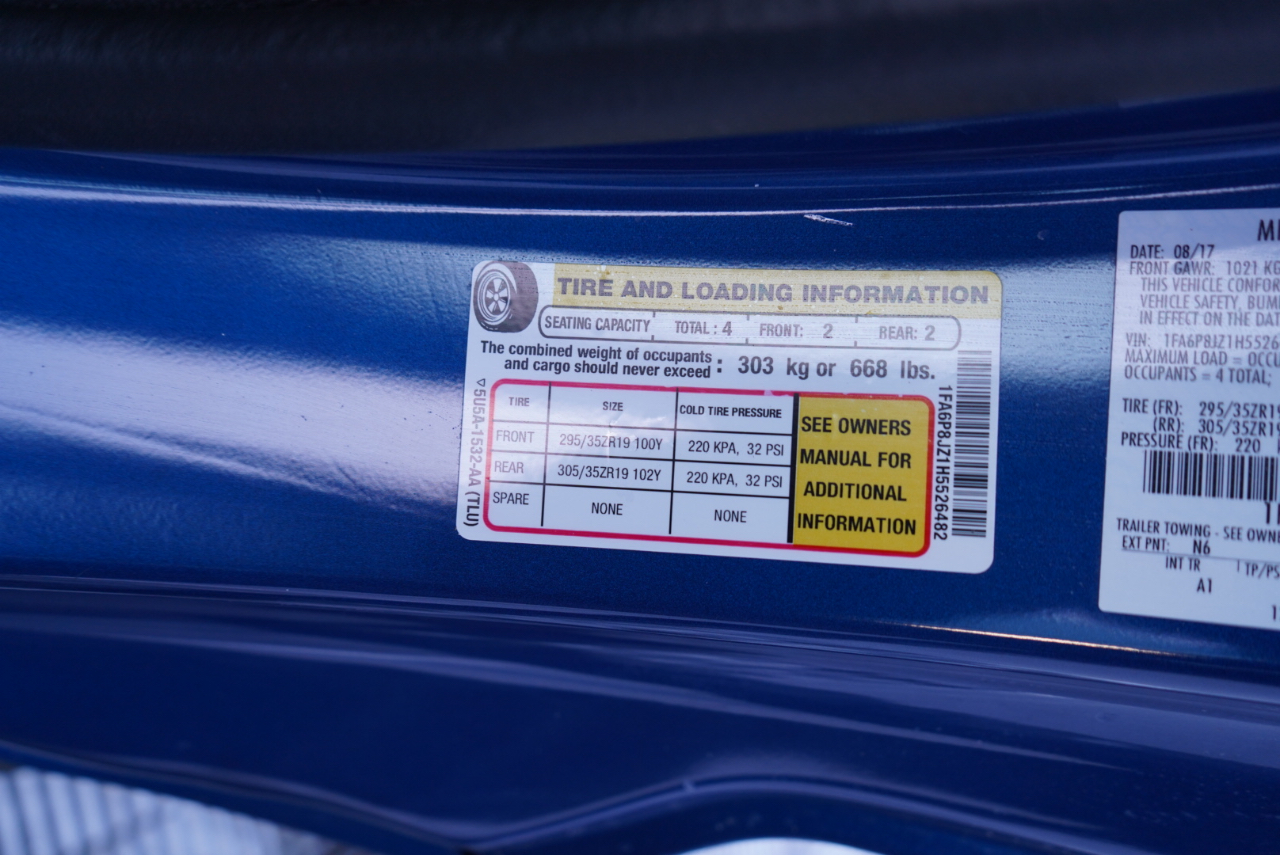 TIRE AND LOADING INFORMATION
SEATING CAPACITY TOTAL : 4 FRONT: 2 REAR: 2
The combined weight of occupants
and cargo should never exceed : 303 kg or 668 lbs.
TIRE SIZE COLD TIRE PRESSURE
FRONT 295/35ZR19 100Y 220 KPA, 32 PSI
REAR 305/35ZR19 102Y 220 KPA, 32 PSI
SPARE NONE NONE
SEE OWNERS
MANUAL FOR
ADDITIONAL
INFORMATION
5U5A-1532-AA (TLU)
1FA6P8JZ1H5526482
DATE: 08/17
FRONT GAWR: 1021 KG
THIS VEHICLE CONFOR
VEHICLE SAFETY, BUM
IN EFFECT ON THE DAT
VIN: 1FA6P8JZ1H5526
MAXIMUM LOAD = OCCU
OCCUPANTS = 4 TOTAL;
TIRE (FR): 295/35ZR19
(RR): 305/35ZR19
PRESSURE (FR): 220
TRAILER TOWING - SEE OWNE
EXT PNT: N6
INT TR TP/PS
A1